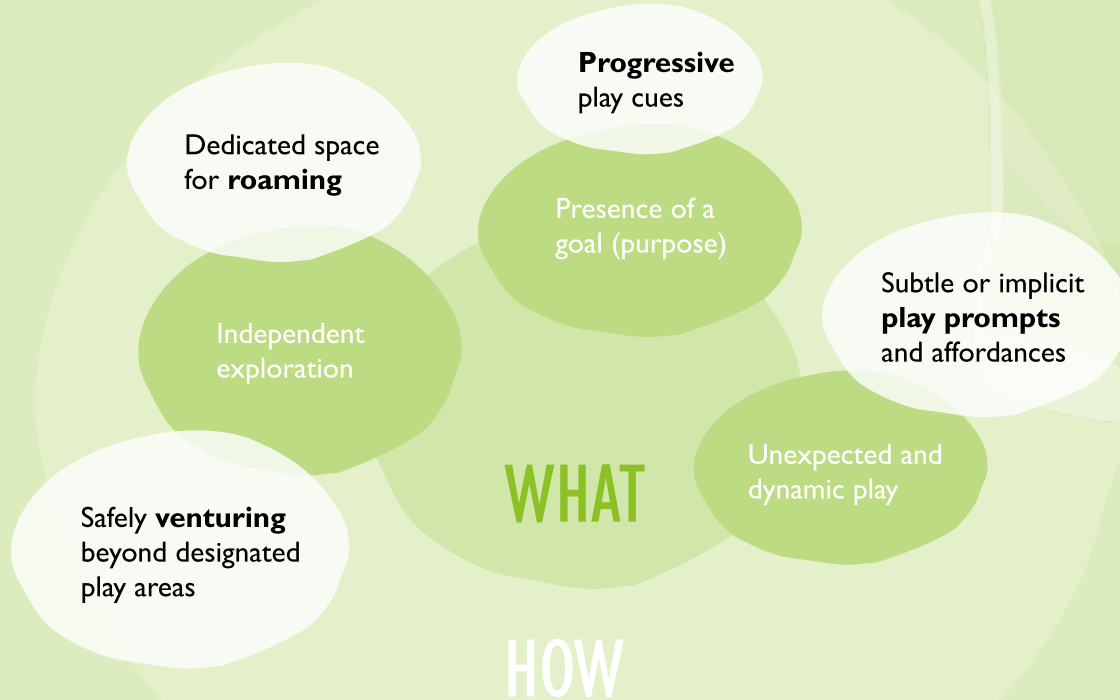 Progressive
play cues
Dedicated space
for roaming
Presence of a
goal (purpose)
Subtle or implicit
play prompts
and affordances
Independent
exploration
Unexpected and
dynamic play
WHAT
Safely venturing
beyond designated
play areas
HOW